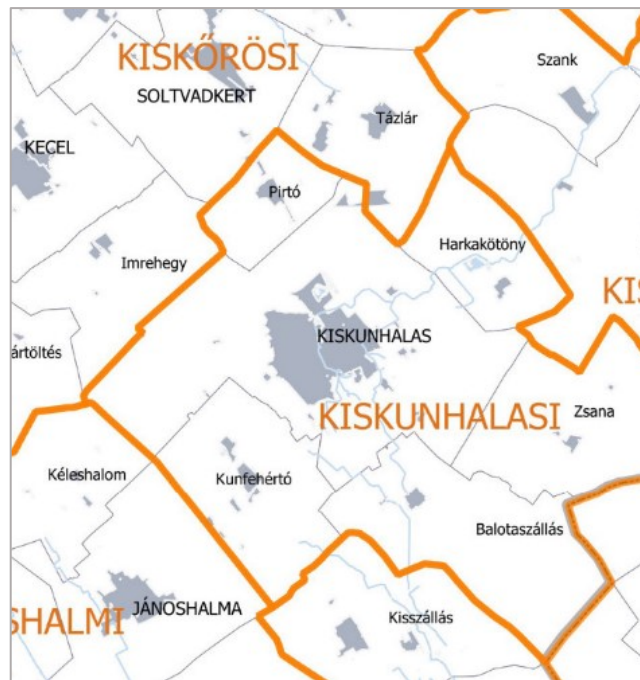 KISKŐRÖSI
Szank
SOLTVADKERT
Tázlár
KECEL
Pirtó
Harkakötöny
Imrehegy
KIS
KISKUNHALAS
ártöltés
KISKUNHALASI
Zsana
Kéleshalom
Kunfehértó
Balotaszállás
JÁNOSHALMA
SHALMI
Kisszállás